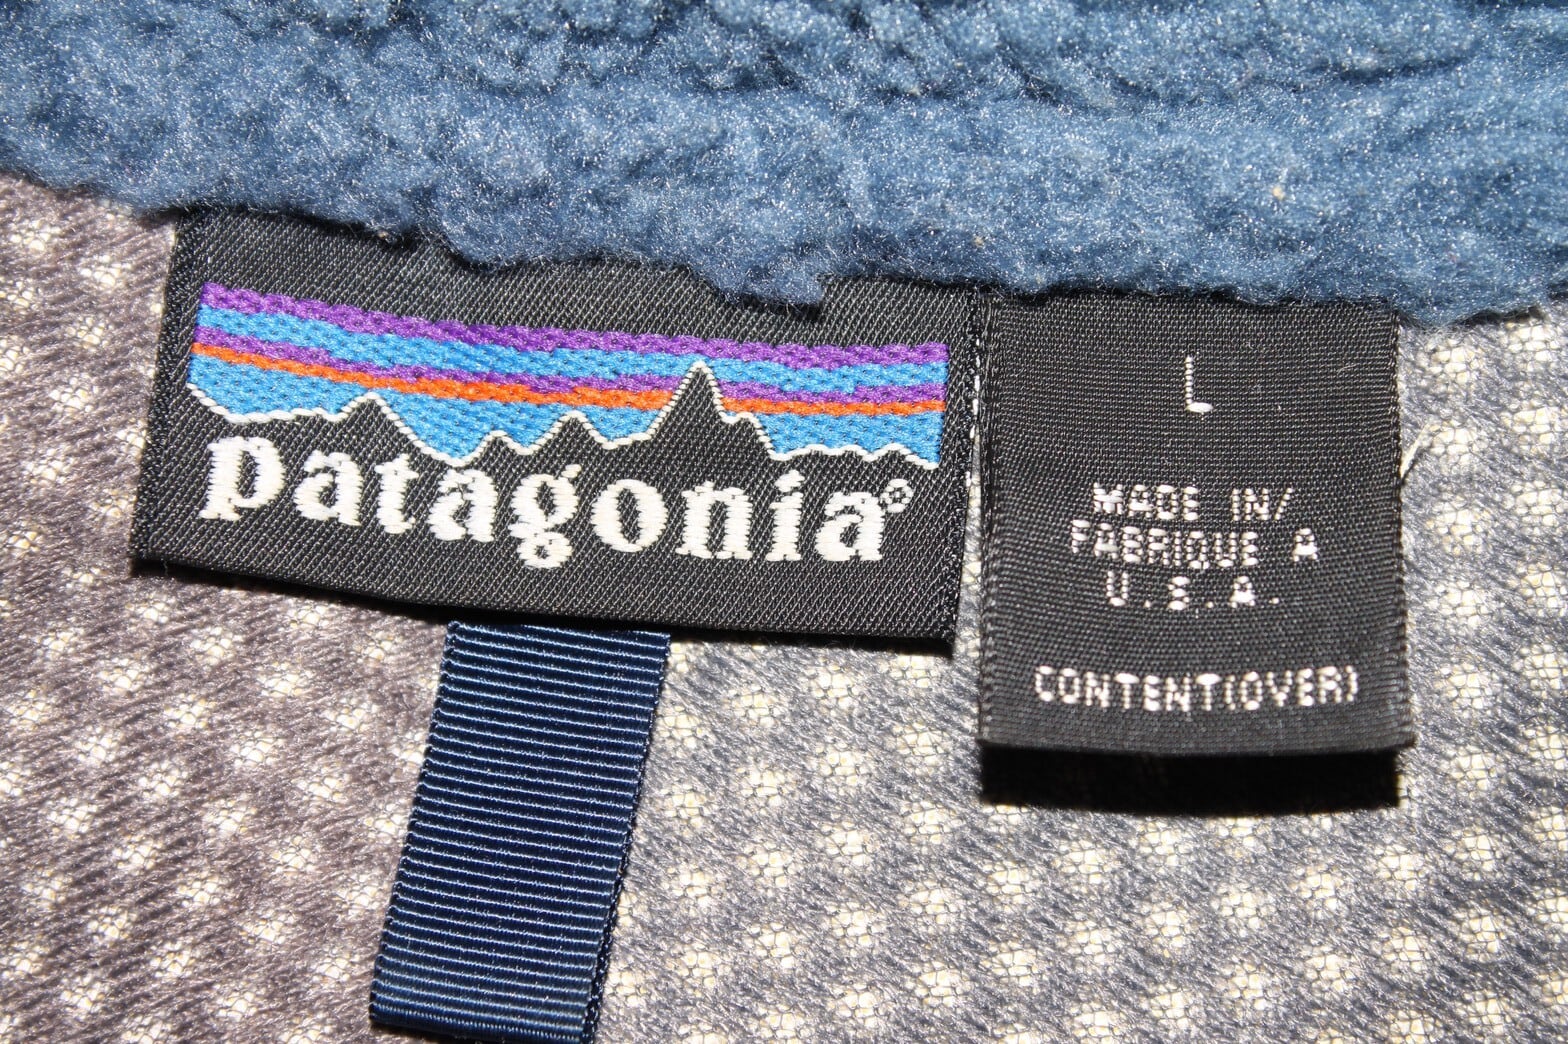 patagonia®
L
MADE IN/
FABRIQUE A
U.S.A.
CONTENT(OVER)